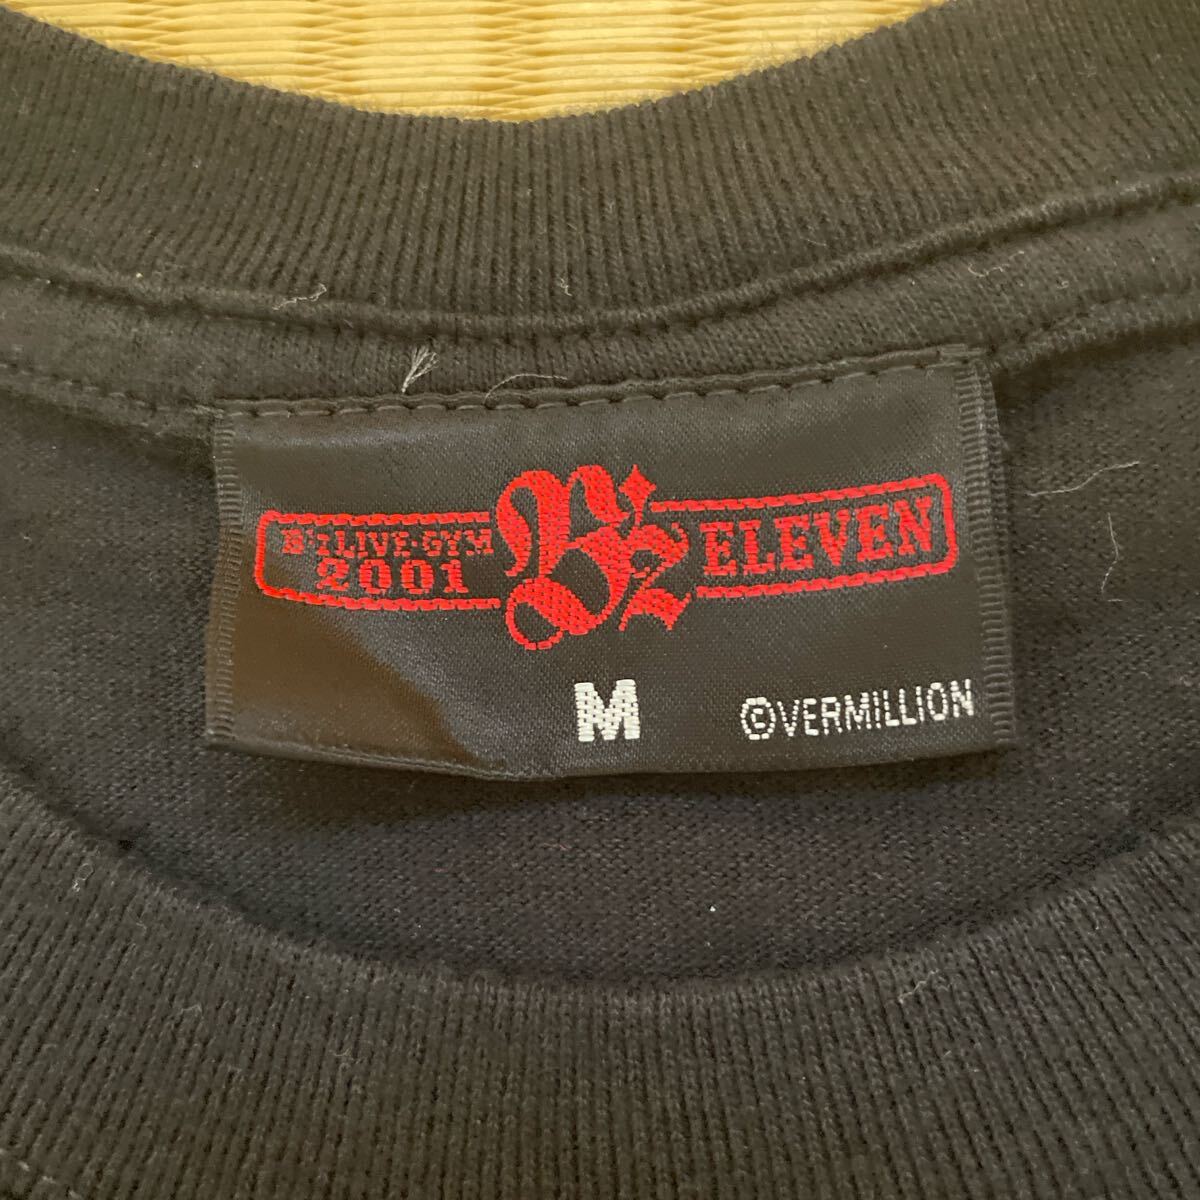 B'z LIVE-GYM
2001
B'z
ELEVEN
M
©VERMILLION